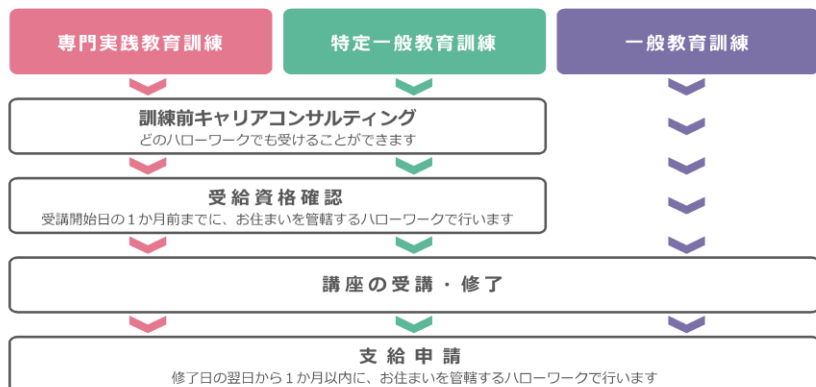 専門実践教育訓練
特定一般教育訓練
一般教育訓練
訓練前キャリアコンサルティング
どのハローワークでも受けることができます
受給資格確認
受講開始日の1か月前までに、お住まいを管轄するハローワークで行います
講座の受講・修了
支給申請
修了日の翌日から1か月以内に、お住まいを管轄するハローワークで行います